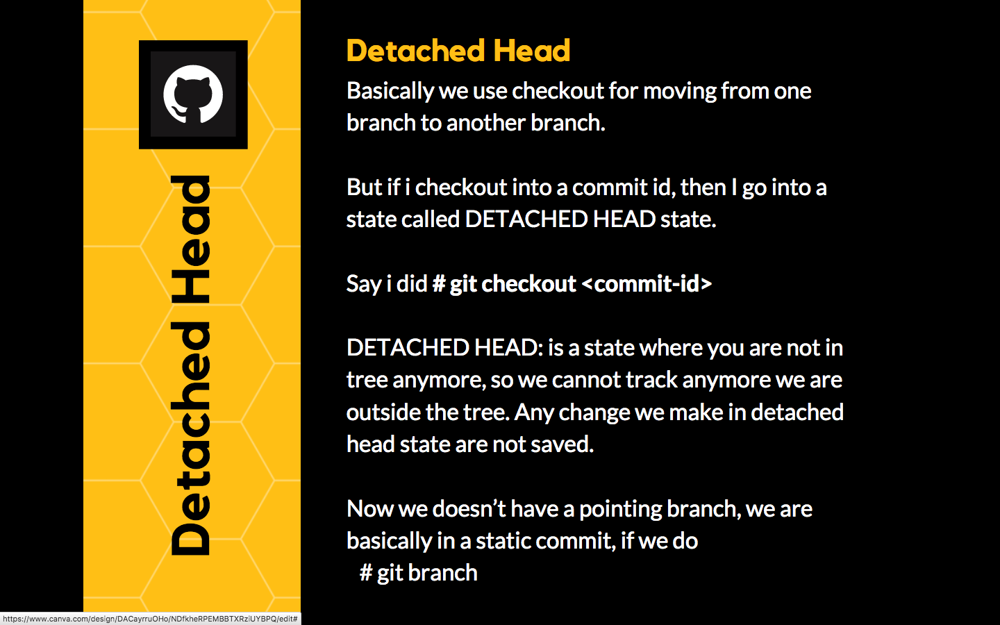 Detached Head
Detached Head
Basically we use checkout for moving from one
branch to another branch.
But if i checkout into a commit id, then I go into a
state called DETACHED HEAD state.
Say i did # git checkout <commit-id>
DETACHED HEAD: is a state where you are not in
tree anymore, so we cannot track anymore we are
outside the tree. Any change we make in detached
head state are not saved.
Now we doesn’t have a pointing branch, we are
basically in a static commit, if we do
# git branch
https://www.canva.com/design/DACayrruOHo/NDfkheRPEMBBTXRziUYBPQ/edit#